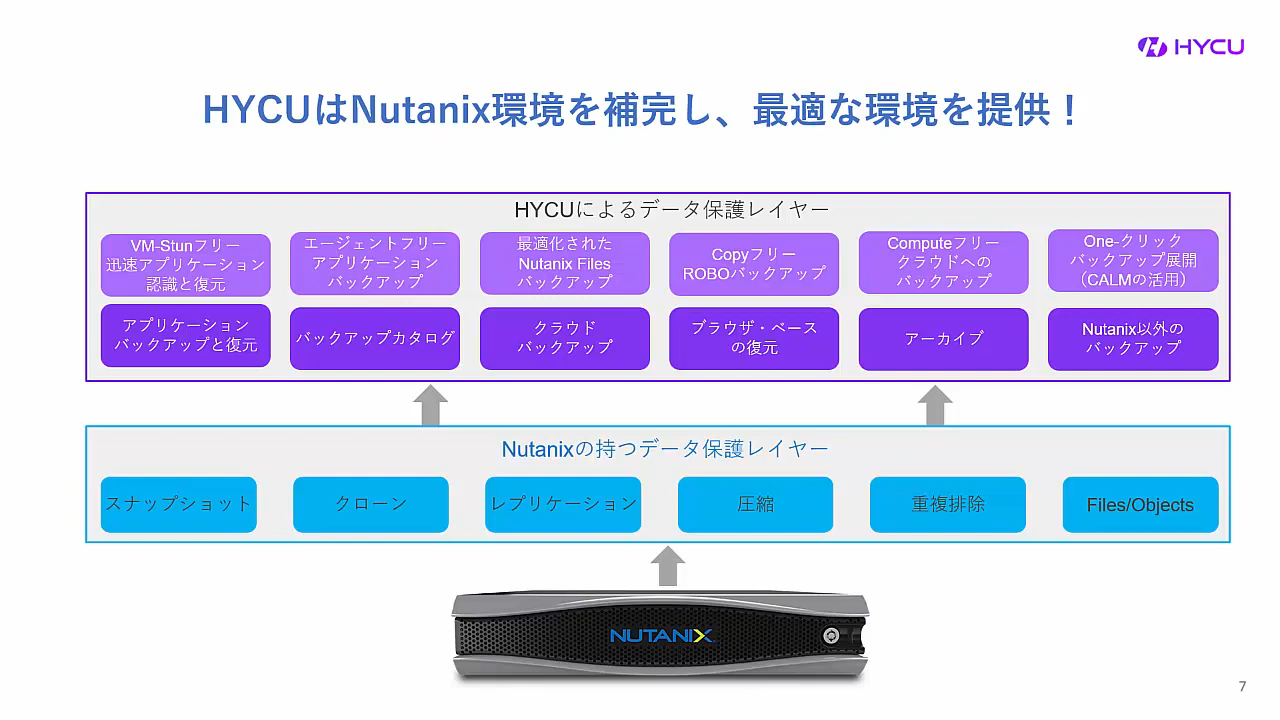 HYCU
HYCUはNutanix環境を補完し、最適な環境を提供！
HYCUによるデータ保護レイヤー
VM-Stunフリー
迅速アプリケーション
認識と復元
エージェントフリー
アプリケーション
バックアップ
最適化された
Nutanix Files
バックアップ
Copyフリー
ROBOバックアップ
Computeフリー
クラウドへの
バックアップ
One-クリック
バックアップ展開
（CALMの活用）
アプリケーション
バックアップと復元
バックアップカタログ
クラウド
バックアップ
ブラウザ・ベース
の復元
アーカイブ
Nutanix以外の
バックアップ
Nutanixの持つデータ保護レイヤー
スナップショット
クローン
レプリケーション
圧縮
重複排除
Files/Objects
NUTANIX
7